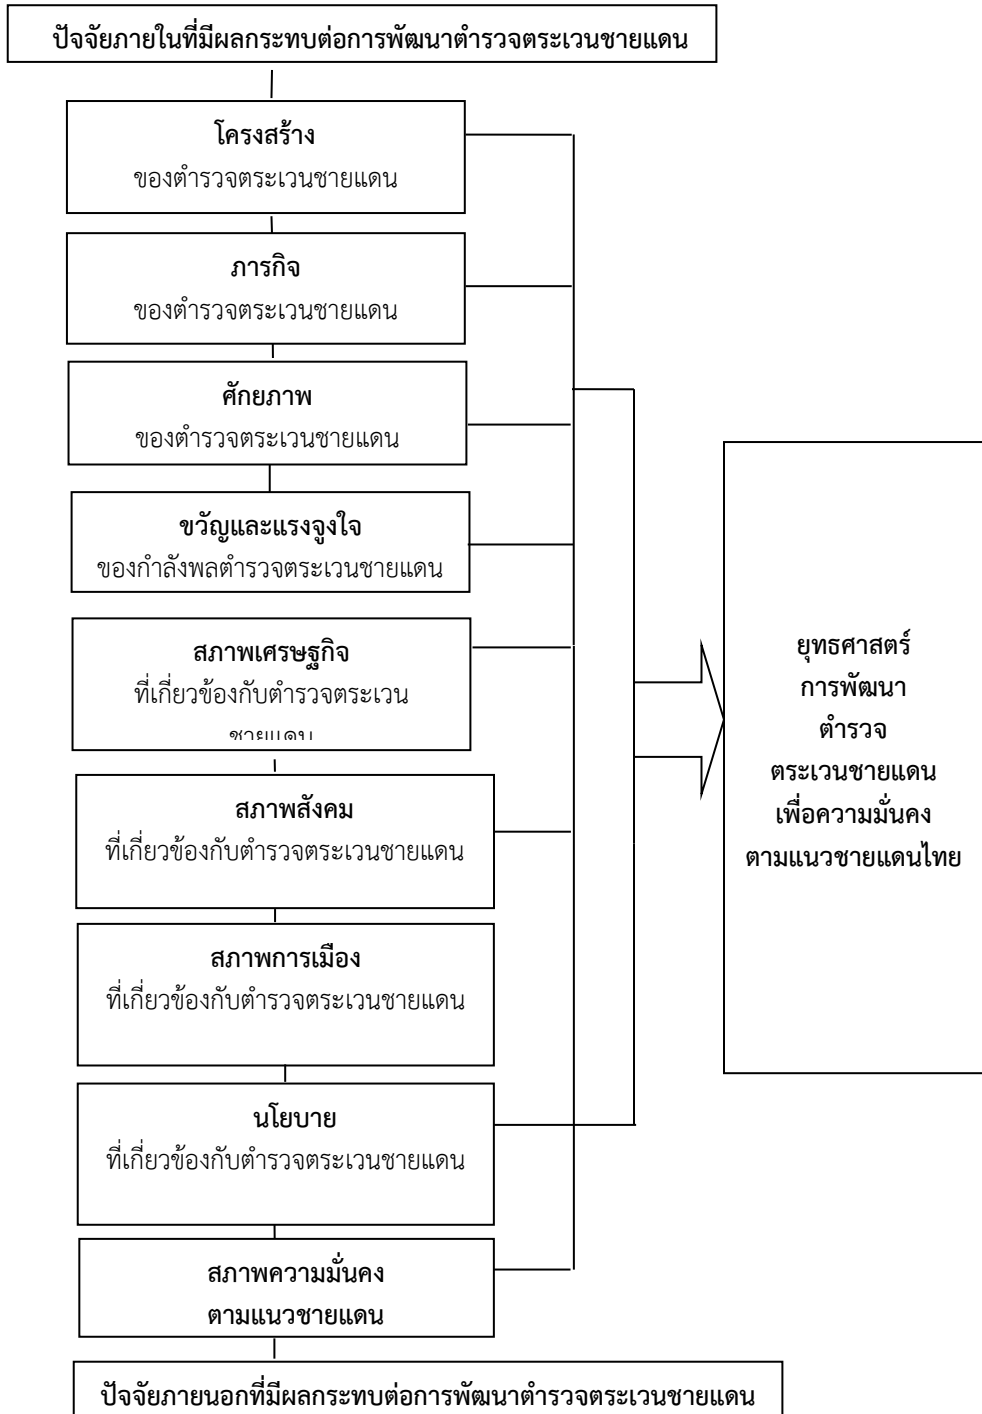 ปัจจัยภายในที่มีผลกระทบต่อการพัฒนาตำรวจตระเวนชายแดน
โครงสร้าง
ของตำรวจตระเวนชายแดน
ภารกิจ
ของตำรวจตระเวนชายแดน
ศักยภาพ
ของตำรวจตระเวนชายแดน
ขวัญและแรงจูงใจ
ของกำลังพลตำรวจตระเวนชายแดน
สภาพเศรษฐกิจ
ที่เกี่ยวข้องกับตำรวจตระเวน
ชายแดน
สภาพสังคม
ที่เกี่ยวข้องกับตำรวจตระเวนชายแดน
สภาพการเมือง
ที่เกี่ยวข้องกับตำรวจตระเวนชายแดน
นโยบาย
ที่เกี่ยวข้องกับตำรวจตระเวนชายแดน
สภาพความมั่นคง
ตามแนวชายแดน
ปัจจัยภายนอกที่มีผลกระทบต่อการพัฒนาตำรวจตระเวนชายแดน
ยุทธศาสตร์
การพัฒนา
ตำรวจ
ตระเวนชายแดน
เพื่อความมั่นคง
ตามแนวชายแดนไทย